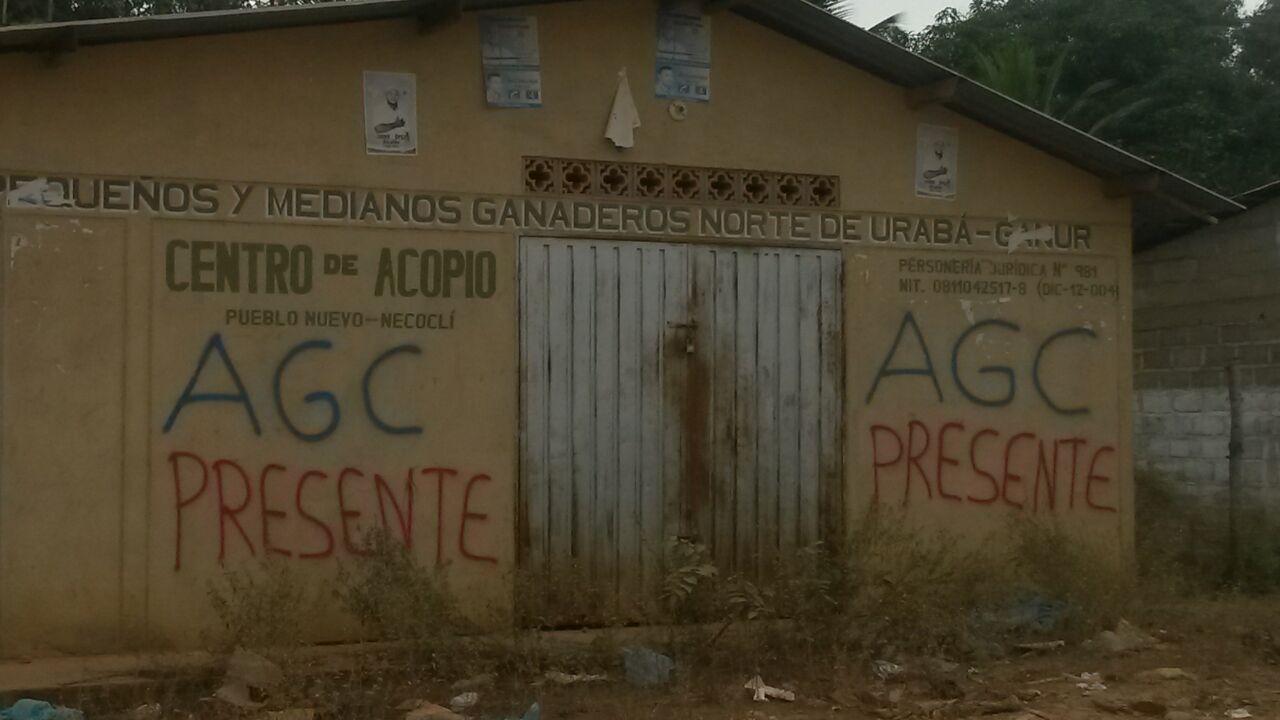 PEQUEÑOS Y MEDIANOS GANADEROS NORTE DE URABÁ-GANUR
CENTRO DE ACOPIO
PUEBLO NUEVO-NECOCLÍ
PERSONERÍA JURÍDICA N° 981
NIT. 0811042517-8 (DIC-12-004)
AGC
PRESENTE
AGC
PRESENTE